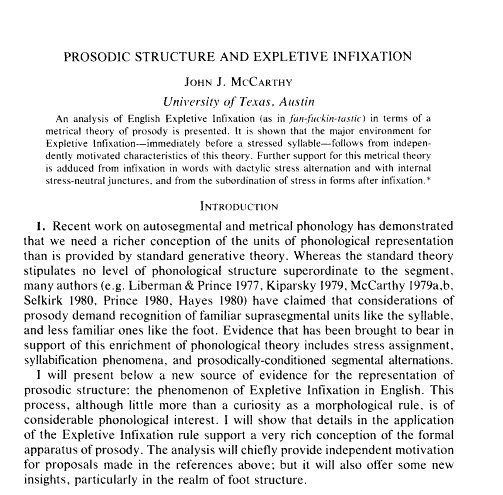 PROSODIC STRUCTURE AND EXPLETIVE INFIXATION
JOHN J. MCCARTHY
University of Texas, Austin
An analysis of English Expletive Infixation (as in fan-fuckin-tastic) in terms of a
metrical theory of prosody is presented. It is shown that the major environment for
Expletive Infixation—immediately before a stressed syllable—follows from indepen-
dently motivated characteristics of this theory. Further support for this metrical theory
is adduced from infixation in words with dactylic stress alternation and with internal
stress-neutral junctures, and from the subordination of stress in forms after infixation.*
INTRODUCTION
1. Recent work on autosegmental and metrical phonology has demonstrated
that we need a richer conception of the units of phonological representation
than is provided by standard generative theory. Whereas the standard theory
stipulates no level of phonological structure superordinate to the segment,
many authors (e.g. Liberman & Prince 1977, Kiparsky 1979, McCarthy 1979a,b,
Selkirk 1980, Prince 1980, Hayes 1980) have claimed that considerations of
prosody demand recognition of familiar suprasegmental units like the syllable,
and less familiar ones like the foot. Evidence that has been brought to bear in
support of this enrichment of phonological theory includes stress assignment,
syllabification phenomena, and prosodically-conditioned segmental alternations.
I will present below a new source of evidence for the representation of
prosodic structure: the phenomenon of Expletive Infixation in English. This
process, although little more than a curiosity as a morphological rule, is of
considerable phonological interest. I will show that details in the application
of the Expletive Infixation rule support a very rich conception of the formal
apparatus of prosody. The analysis will chiefly provide independent motivation
for proposals made in the references above; but it will also offer some new
insights, particularly in the realm of foot structure.